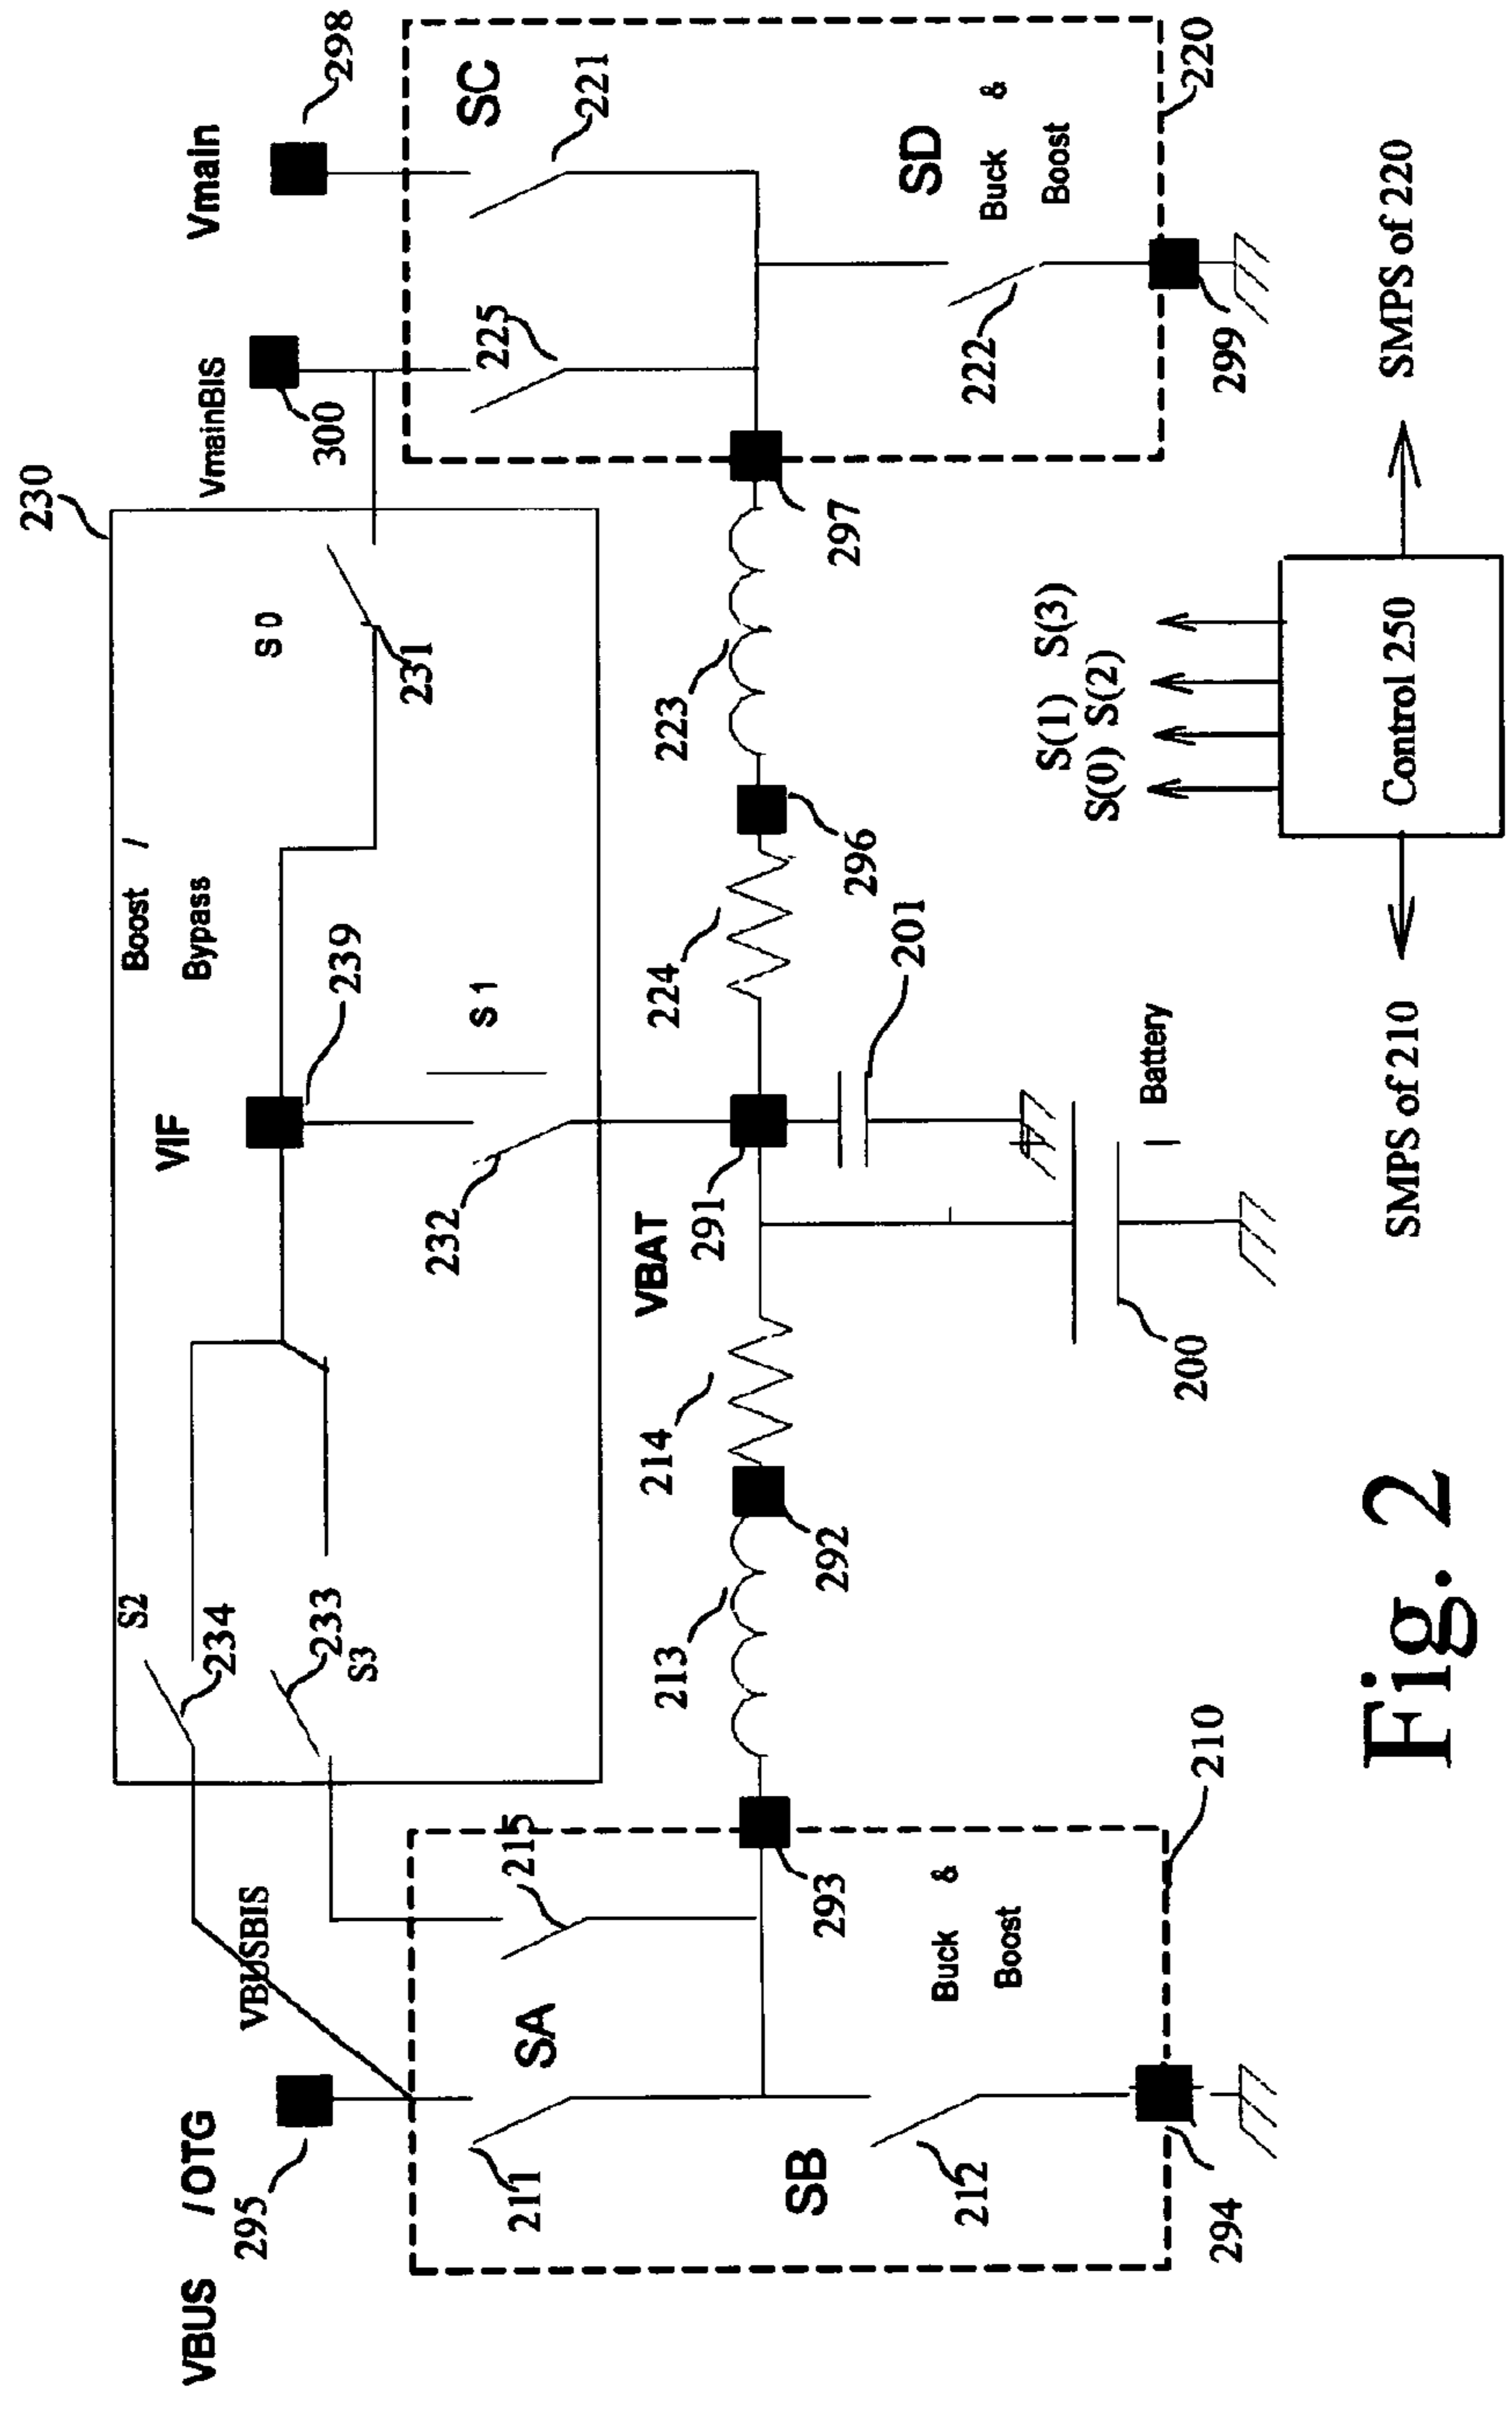 230
Boost /
Bypass
S2
234
233
S3
VIF
239
S 0
231
S 1
232
VBUS /OTG
295
VBUSBIS
VmainBIS
300
Vmain
298
SA
211
215
SB
212
Buck &
Boost
293
294
210
213
292
214
VBAT
291
224
296
223
297
201
Battery
200
225
SC
221
SD
222
Buck &
Boost
299
220
S(1) S(3)
S(0) S(2)
SMPS of 210
Control 250
SMPS of 220
Fig. 2